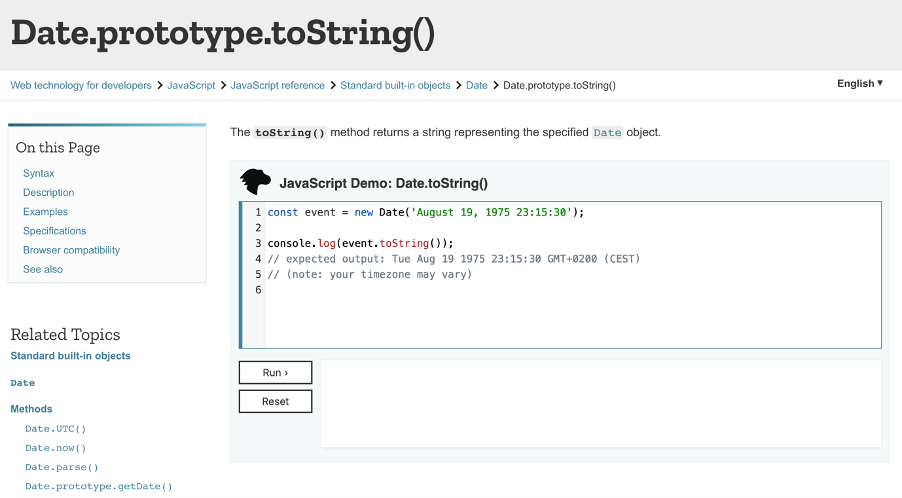 Date.prototype.toString()
Web technology for developers > JavaScript > JavaScript reference > Standard built-in objects > Date > Date.prototype.toString()
English ▼
On this Page
Syntax
Description
Examples
Specifications
Browser compatibility
See also
Related Topics
Standard built-in objects
Date
Methods
Date.UTC()
Date.now()
Date.parse()
Date.prototype.getDate()
The toString() method returns a string representing the specified Date object.
JavaScript Demo: Date.toString()
1 const event = new Date('August 19, 1975 23:15:30');
2
3 console.log(event.toString());
4 // expected output: Tue Aug 19 1975 23:15:30 GMT+0200 (CEST)
5 // (note: your timezone may vary)
6
Run ›
Reset